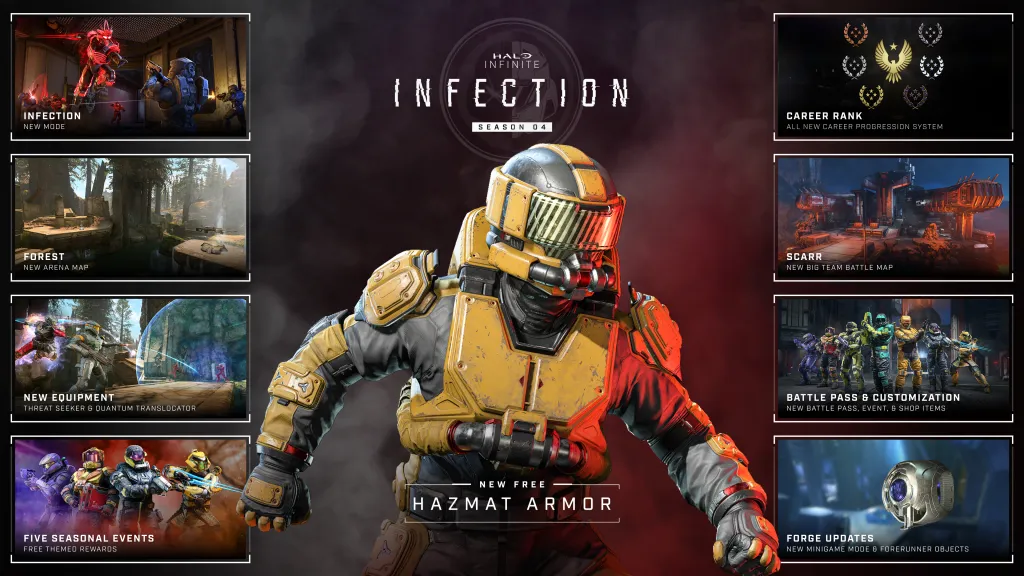 HALO
INFINITE
INFECTION
SEASON 04
INFECTION
NEW MODE
FOREST
NEW ARENA MAP
NEW EQUIPMENT
THREAT SEEKER & QUANTUM TRANSLOCATOR
FIVE SEASONAL EVENTS
FREE THEMED REWARDS
NEW FREE
HAZMAT ARMOR
CAREER RANK
ALL NEW CAREER PROGRESSION SYSTEM
SCARR
NEW BIG TEAM BATTLE MAP
BATTLE PASS & CUSTOMIZATION
NEW BATTLE PASS, EVENT, & SHOP ITEMS
FORGE UPDATES
NEW MINIGAME MODE & FORERUNNER OBJECTS